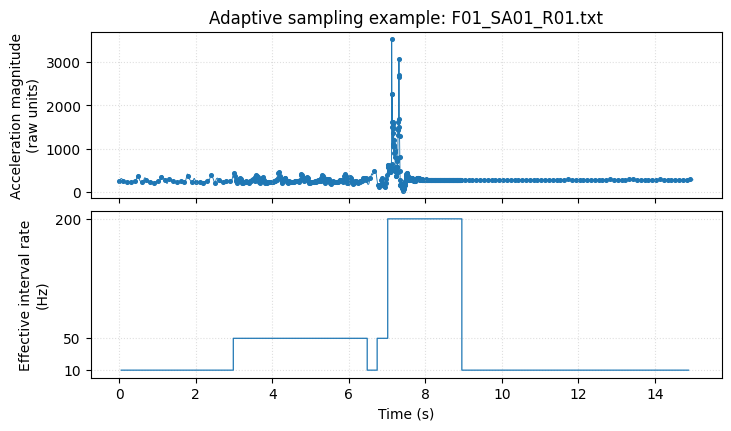 Adaptive sampling example: F01_SA01_R01.txt
Acceleration magnitude
(raw units)
3000
2000
1000
0
Effective interval rate
(Hz)
200
50
10
0 2 4 6 8 10 12 14
Time (s)